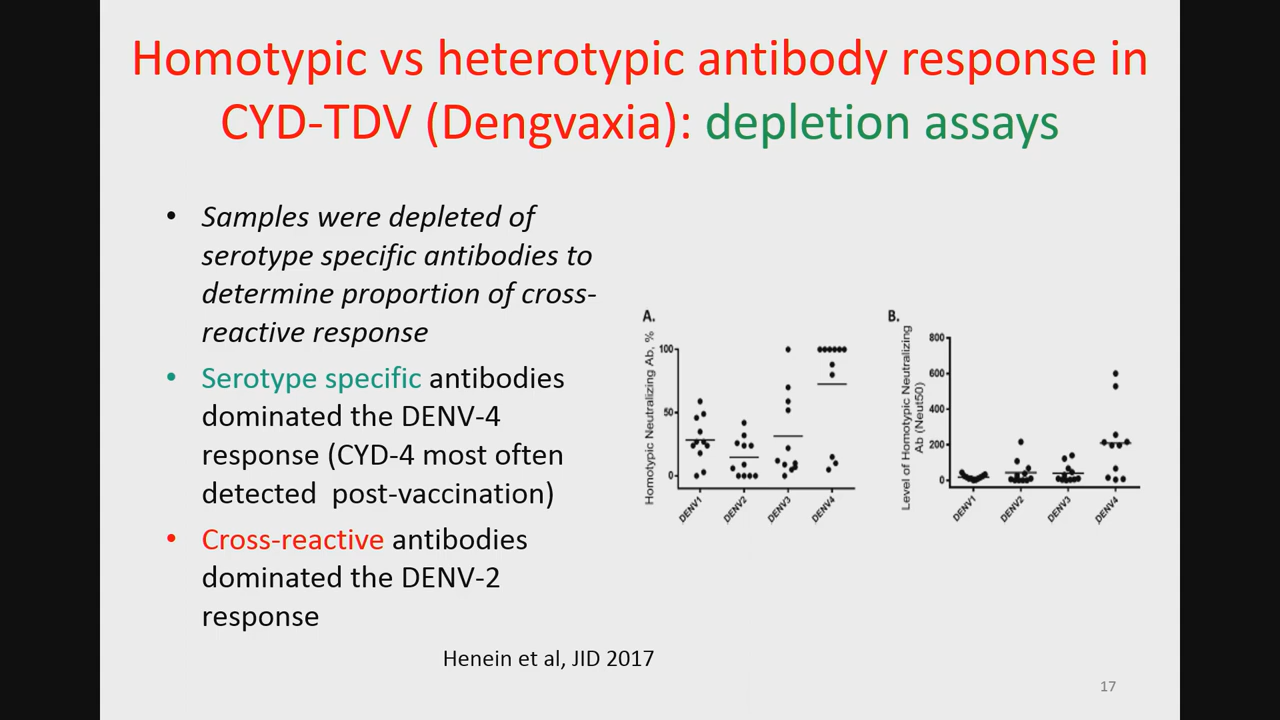 Homotypic vs heterotypic antibody response in
CYD-TDV (Dengvaxia): depletion assays
• Samples were depleted of
serotype specific antibodies to
determine proportion of cross-
reactive response
• Serotype specific antibodies
dominated the DENV-4
response (CYD-4 most often
detected post-vaccination)
• Cross-reactive antibodies
dominated the DENV-2
response
A.
Homotypic Neutralizing Ab, %
100
50
0
DENV1
DENV2
DENV3
DENV4
B.
Level of Homotypic Neutralizing
Ab (Neut50)
800
600
400
200
0
DENV1
DENV2
DENV3
DENV4
Henein et al, JID 2017
17